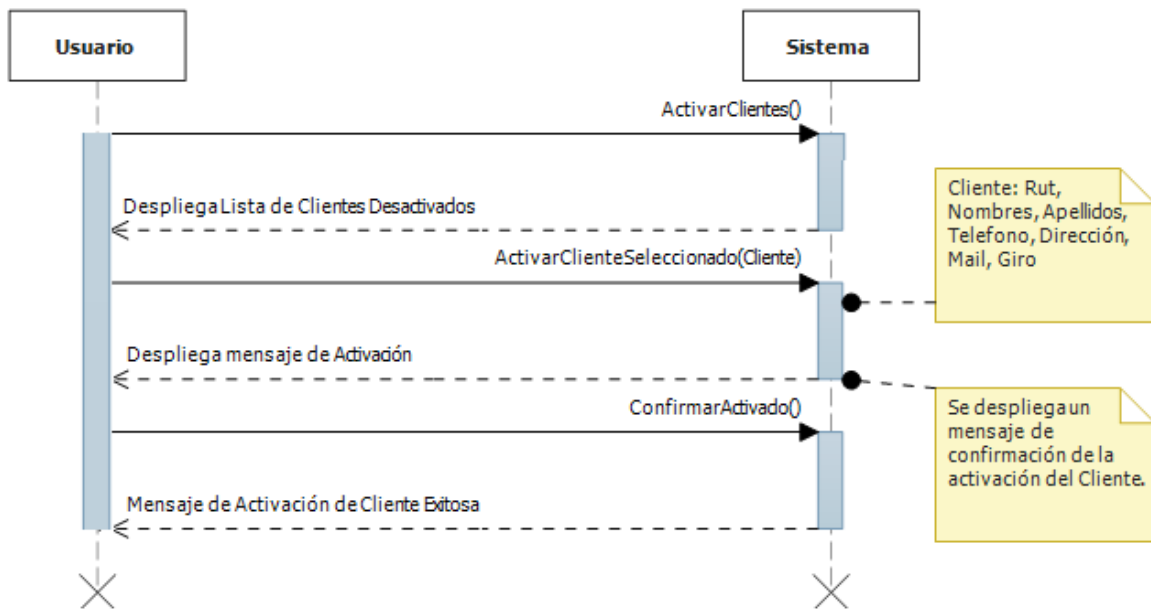 Usuario
Sistema
ActivarClientes()
Despliega Lista de Clientes Desactivados
Cliente: Rut,
Nombres, Apellidos,
Telefono, Dirección,
Mail, Giro
ActivarClienteSeleccionado(Cliente)
Despliega mensaje de Activación
ConfirmarActivado()
Se despliega un
mensaje de
confirmación de la
activación del Cliente.
Mensaje de Activación de Cliente Exitosa